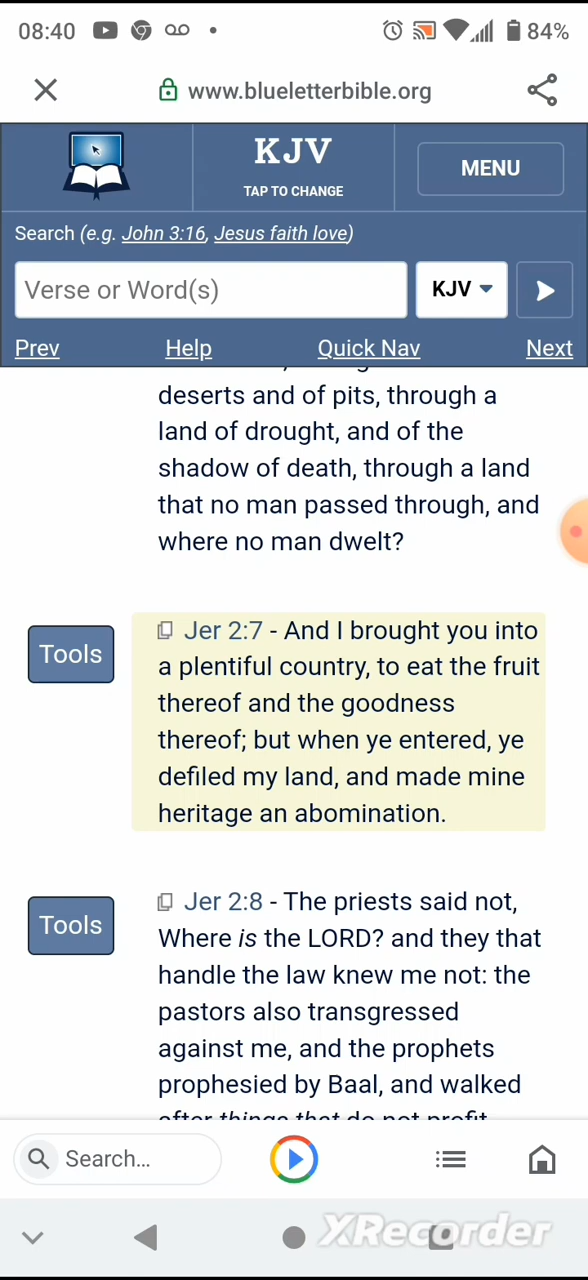 08:40
84%
www.blueletterbible.org
KJV
TAP TO CHANGE
MENU
Search (e.g. John 3:16, Jesus faith love)
Verse or Word(s)
KJV
Prev Help Quick Nav Next
deserts and of pits, through a
land of drought, and of the
shadow of death, through a land
that no man passed through, and
where no man dwelt?
Tools
Jer 2:7 - And I brought you into
a plentiful country, to eat the fruit
thereof and the goodness
thereof; but when ye entered, ye
defiled my land, and made mine
heritage an abomination.
Tools
Jer 2:8 - The priests said not,
Where is the LORD? and they that
handle the law knew me not: the
pastors also transgressed
against me, and the prophets
prophesied by Baal, and walked
after things that do not profit
Search...
XRecorder